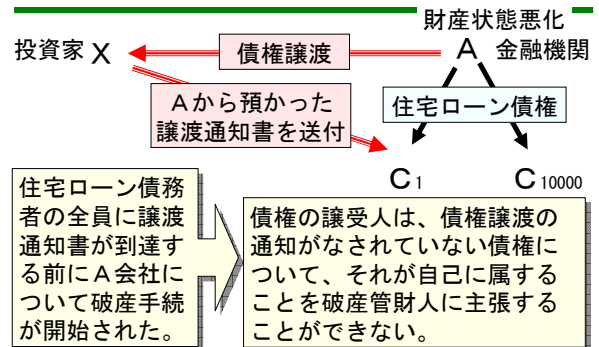 財産状態悪化
投資家 X
債権譲渡
A 金融機関
Aから預かった
譲渡通知書を送付
住宅ローン債権
C1
C10000
住宅ローン債務
者の全員に譲渡
通知書が到達す
る前にA会社に
ついて破産手続
が開始された。
債権の譲受人は、債権譲渡の
通知がなされていない債権に
ついて、それが自己に属する
ことを破産管財人に主張する
ことができない。